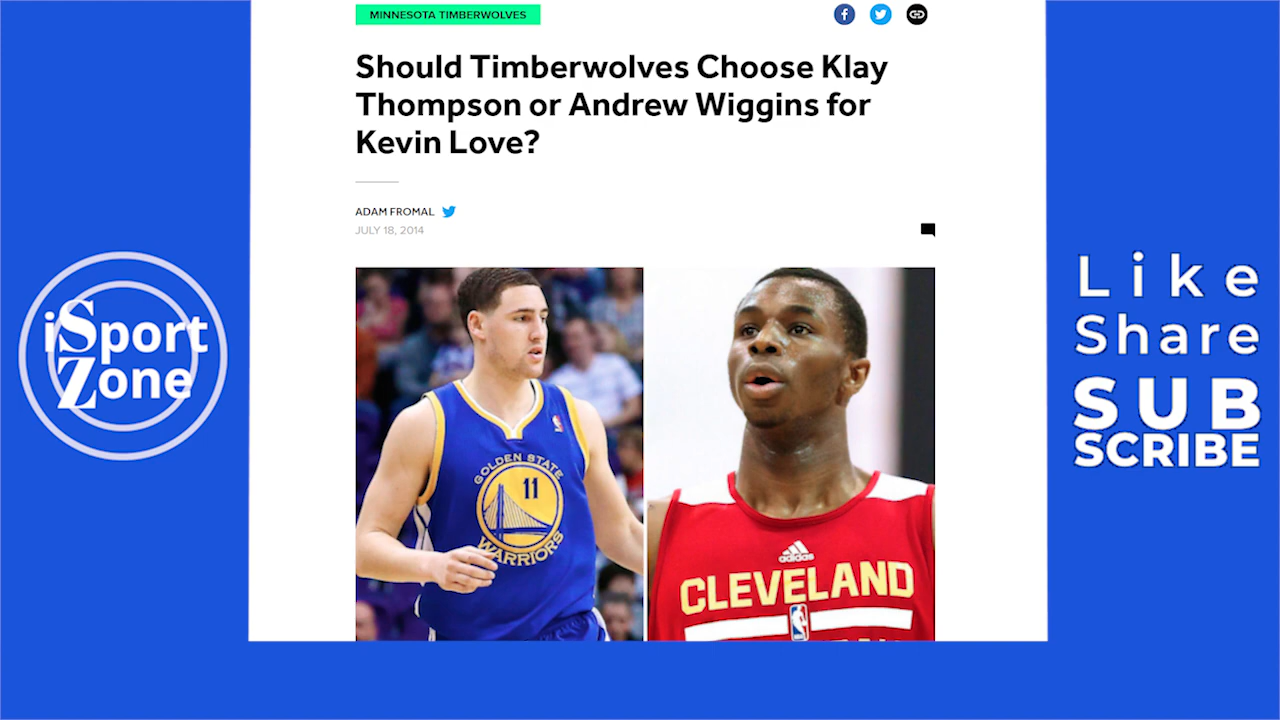 MINNESOTA TIMBERWOLVES
Should Timberwolves Choose Klay
Thompson or Andrew Wiggins for
Kevin Love?
ADAM FROMAL
JULY 18, 2014
iSport
Zone
Like
Share
SUB
SCRIBE
GOLDEN STATE
11
WARRIORS
adidas
CLEVELAND
NBA